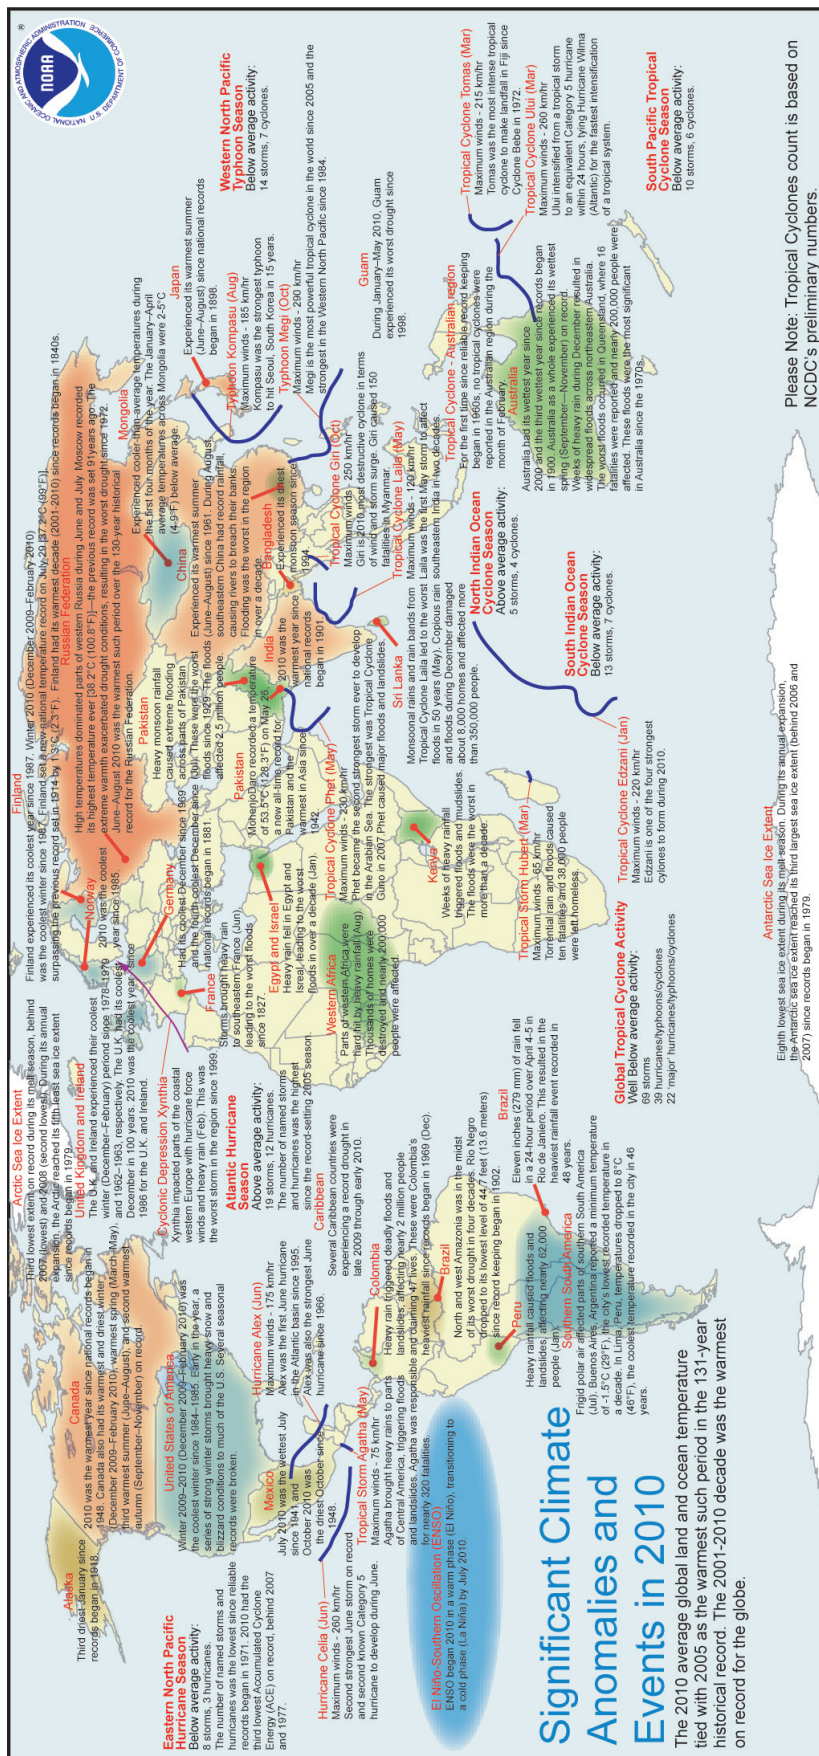 NATIONAL OCEANIC AND ATMOSPHERIC ADMINISTRATION
U.S. DEPARTMENT OF COMMERCE
NOAA
®
Alaska
Third driest January since
records began in 1918.
Canada
2010 was the warmest year since national records began in
1948. Canada also had its warmest and driest winter
(December 2009–February 2010), warmest spring (March–May),
third warmest summer (June–August), and second warmest
autumn (September–November) on record.
United States of America
Winter 2009–2010 (December 2009–February 2010) was
the coolest winter since 1984–1985. Early in the year, a
series of strong winter storms brought heavy snow and
blizzard conditions to much of the U.S. Several seasonal
records were broken.
Eastern North Pacific
Hurricane Season
Below average activity:
8 storms, 3 hurricanes.
The number of named storms and
hurricanes was the lowest since reliable
records began in 1971. 2010 had the
third lowest Accumulated Cyclone
Energy (ACE) on record, behind 2007
and 1977.
Mexico
July 2010 was the wettest July
since 1941 and
October 2010 was
the driest October since
1948.
Hurricane Alex (Jun)
Maximum winds - 175 km/hr
Alex was the first June hurricane
in the Atlantic basin since 1995.
Alex was also the strongest June
hurricane since 1966.
Hurricane Celia (Jun)
Maximum winds - 260 km/hr
Second strongest June storm on record
and second known Category 5
hurricane to develop during June.
Tropical Storm Agatha (May)
Maximum winds - 75 km/hr
Agatha brought heavy rains to parts
of Central America, triggering floods
and landslides. Agatha was responsible
for nearly 320 fatalities.
El Niño-Southern Oscillation (ENSO)
ENSO began 2010 in a warm phase (El Niño), transitioning to
a cold phase (La Niña) by July 2010.
Arctic Sea Ice Extent
Third lowest extent on record during its melt season, behind
2007 (lowest) and 2008 (second lowest). During its annual
expansion, the Arctic reached its fifth least sea ice extent
since records began in 1979.
United Kingdom and Ireland
The U.K. and Ireland experienced their coolest
winter (December–February) period since 1978–1979
and 1962–1963, respectively. The U.K. had its coolest
December in 100 years. 2010 was the coolest year since
1986 for the U.K. and Ireland.
Cyclonic Depression Xynthia
Xynthia impacted parts of the coastal
western Europe with hurricane force
winds and heavy rain (Feb). This was
the worst storm in the region since 1999.
Atlantic Hurricane
Season
Above average activity:
19 storms, 12 hurricanes.
The number of named storms
and hurricanes was the highest
since the record-setting 2005 season
Caribbean
Several Caribbean countries were
experiencing a record drought in
late 2009 through early 2010.
Colombia
Heavy rain triggered deadly floods and
landslides, affecting nearly 2 million people
and claiming 47 lives. These were Colombia's
heaviest rainfall since records began in 1969 (Dec).
Brazil
North and west Amazonia was in the midst
of its worst drought in four decades. Rio Negro
dropped to its lowest level of 44.7 feet (13.6 meters)
since record keeping began in 1902.
Peru
Heavy rainfall caused floods and
landslides, affecting nearly 62,000
people (Jan)
Brazil
Eleven inches (279 mm) of rain fell
in a 24-hour period over April 4-5 in
Rio de Janiero. This resulted in the
heaviest rainfall event recorded in
48 years.
Southern South America
Frigid polar air affected parts of southern South America
(Jul). Buenos Aires, Argentina reported a minimum temperature
of -1.5°C (29°F), the city's lowest recorded temperature in
a decade. In Lima, Peru, temperatures dropped to 8°C
(46°F), the coolest temperature recorded in the city in 46
years.
Finland
Finland experienced its coolest year since 1987. Winter 2010 (December 2009–February 2010)
was the coolest winter since 1987. Finland set a new national temperature record on July 29 [37.2°C (99°F)],
surpassing the previous record set in 1914 by 1.3°C (2.3°F). Finland had its warmest decade (2001-2010) since records began in 1840s.
Norway
2010 was the coolest
year since 1985.
Russian Federation
High temperatures dominated parts of western Russia during June and July. Moscow recorded
its highest temperature ever [38.2°C (100.8°F)]—the previous record was set 91years ago. The
extreme warmth exacerbated drought conditions, resulting in the worst drought since 1972.
June–August 2010 was the warmest such period over the 130-year historical
record for the Russian Federation.
Germany
Had its coolest December since 1969
and the fourth coolest December since
national records began in 1881.
France
Storms brought heavy rain
to southeastern France (Jun),
leading to the worst floods
since 1827.
Egypt and Israel
Heavy rain fell in Egypt and
Isreal, leading to the worst
floods in over a decade (Jan).
Western Africa
Parts of western Africa were
hard hit by heavy rainfall (Aug).
Thousands of homes were
destroyed and nearly 200,000
people were affected.
Pakistan
Heavy monsoon rainfall
caused extreme flooding
across parts of Pakistan
(Jul). These were the worst
floods since 1929. The floods
affected 2.5 million people.
Pakistan
MohenjoDaro recorded a temperature
of 53.5°C (128.3°F) on May 26,
a new all-time record for
Pakistan and the
warmest in Asia since
1942.
Tropical Cyclone Phet (May)
Maximum winds - 230 km/hr
Phet became the second strongest storm ever to develop
in the Arabian Sea. The strongest was Tropical Cyclone
Guno in 2007. Phet caused major floods and landslides.
Kenya
Weeks of heavy rainfall
triggered floods and mudslides.
The floods were the worst in
more than a decade.
Tropical Storm Hubert (Mar)
Maximum winds - 65 km/hr
Torrential rain and floods caused
ten fatalities and 38,000 people
were left homeless.
Mongolia
Experienced cooler-than-average temperatures during
the first four months of the year. The January–April
average temperatures across Mongolia were 2-5°C
(4-9°F) below average.
China
Experienced its warmest summer
(June–August) since 1961. During August,
southeastern China had record rainfall,
causing rivers to breach their banks.
Flooding was the worst in the region
in over a decade.
India
2010 was the
warmest year since
national records
began in 1901.
Bangladesh
Experienced its driest
monsoon season since
1994.
Sri Lanka
Monsoonal rains and rain bands from
Tropical Cyclone Laila led to the worst
floods in 50 years (May). Copious rain
and floods during December damaged
about 8,000 homes and affected more
than 350,000 people.
Japan
Experienced its warmest summer
(June–August) since national records
began in 1898.
Typhoon Kompasu (Aug)
Maximum winds - 185 km/hr
Kompasu was the strongest typhoon
to hit Seoul, South Korea in 15 years.
Typhoon Megi (Oct)
Maximum winds - 290 km/hr
Megi is the most powerful tropical cyclone in the world since 2005 and the
strongest in the Western North Pacific since 1984.
Western North Pacific
Typhoon Season
Below average activity:
14 storms, 7 cyclones.
Guam
During January–May 2010, Guam
experienced its worst drought since
1998.
Tropical Cyclone Giri (Oct)
Maximum winds - 250 km/hr
Giri is 2010 most destructive cyclone in terms
of wind and storm surge. Giri caused 150
fatalities in Myanmar.
Tropical Cyclone Laila (May)
Maximum winds - 120 km/hr
Laila was the first May storm to affect
southeastern India in two decades.
North Indian Ocean
Cyclone Season
Above average activity:
5 storms, 4 cyclones.
South Indian Ocean
Cyclone Season
Below average activity:
13 storms, 7 cyclones.
Tropical Cyclone Edzani (Jan)
Maximum winds - 220 km/hr
Edzani is one of the four strongest
cylones to form during 2010.
Tropical Cyclone - Australian region
For the first time since reliable record keeping
began in 1950s, no tropical cyclones were
reported in the Australian region during the
month of February.
Australia
Australia had its wettest year since
2000 and the third wettest year since records began
in 1900. Australia as a whole experienced its wettest
spring (September–November) on record.
Weeks of heavy rain during December resulted in
widespread floods across northeastern Australia.
The worst floods occurred in Queensland, where 16
fatalities were reported and nearly 200,000 people were
affected. These floods were the most significant
in Australia since the 1970s.
Tropical Cyclone Tomas (Mar)
Maximum winds - 215 km/hr
Tomas was the most intense tropical
cyclone to make landfall in Fiji since
Cyclone Bebe in 1972.
Tropical Cyclone Ului (Mar)
Maximum winds - 260 km/hr
Ului intensified from a tropical storm
to an equivalent Category 5 hurricane
within 24 hours, tying Hurricane Wilma
(Altantic) for the fastest intensification
of a tropical system.
South Pacific Tropical
Cyclone Season
Below average activity:
10 storms, 6 cyclones.
Global Tropical Cyclone Activity
Well Below average activity:
69 storms
39 hurricanes/typhoons/cyclones
22 'major' hurricanes/typhoons/cyclones
Antarctic Sea Ice Extent
Eighth lowest sea ice extent during its melt season. During its annual expansion,
the Antarctic sea ice extent reached its third largest sea ice extent (behind 2006 and
2007) since records began in 1979.
Significant Climate
Anomalies and
Events in 2010
The 2010 average global land and ocean temperature
tied with 2005 as the warmest such period in the 131-year
historical record. The 2001-2010 decade was the warmest
on record for the globe.
Please Note: Tropical Cyclones count is based on
NCDC's preliminary numbers.